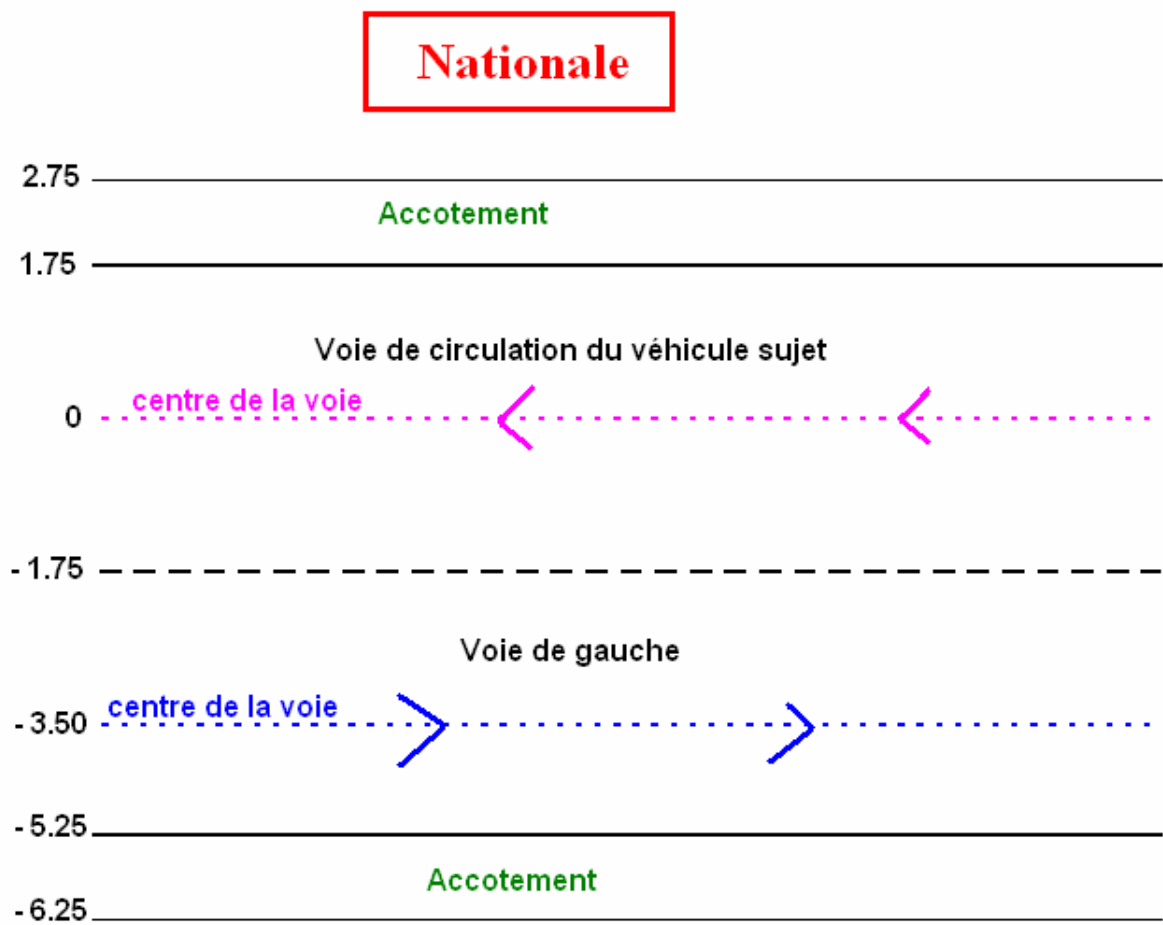 Nationale
2.75
Accotement
1.75
Voie de circulation du véhicule sujet
centre de la voie
0
- 1.75
Voie de gauche
centre de la voie
- 3.50
- 5.25
Accotement
- 6.25